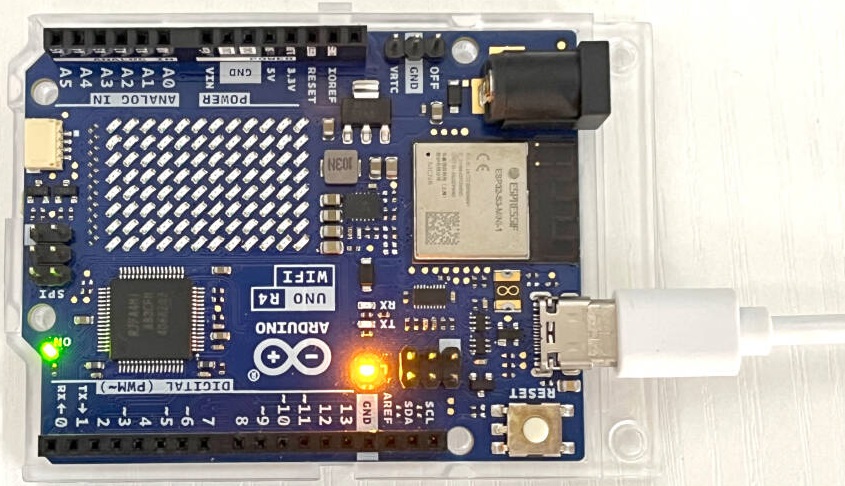 A5 A4 A3 A2 A1 A0
VIN GND 5V 3.3V RESET IOREF
VRTC GND OFF
ANALOG IN
POWER
103N
CE
ESPRESSIF
ESP32-S3-MINI-1
SPI
WIFI
UNO R4
ARDUINO
®
RX
TX
ON
DIGITAL (PWM~)
RESET
RX←0 TX→1 2 ~3 4 ~5 ~6 7 8 ~9 ~10 ~11 12 13 GND AREF SDA SCL